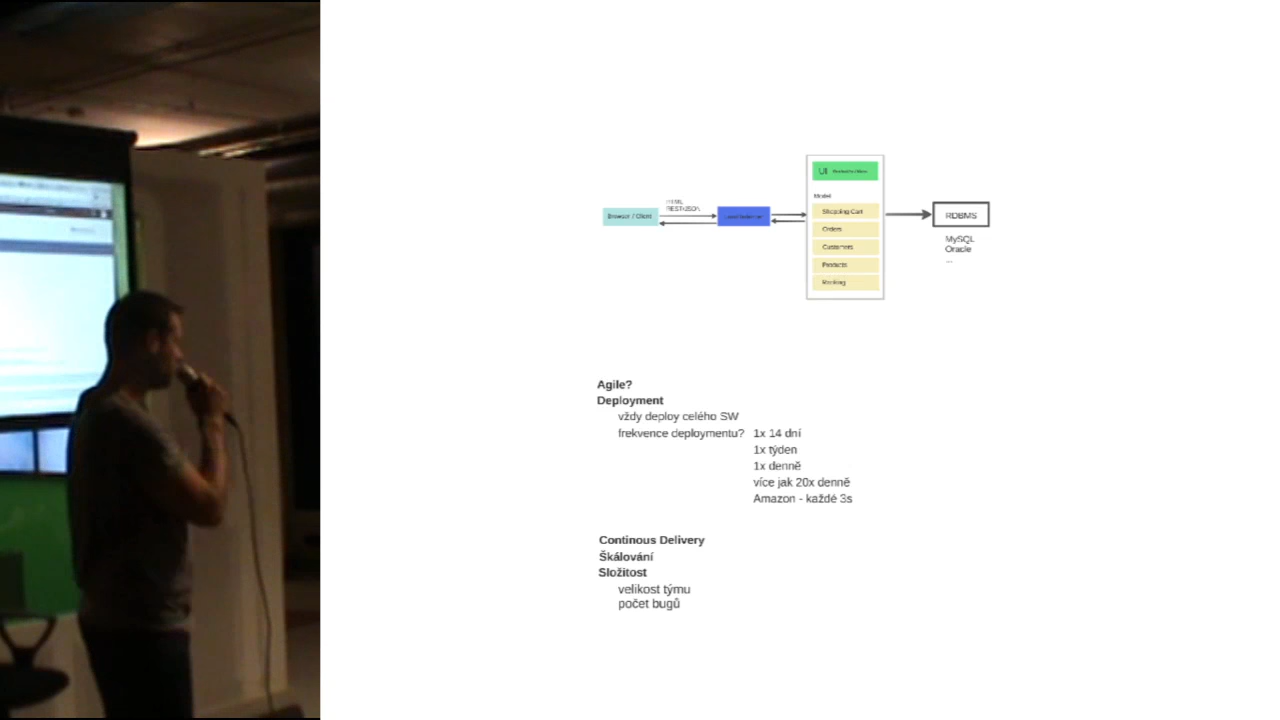 UI
HTML
REST/JSON
Model
Browser / Client
Shopping Cart
Orders
Customers
Products
RDBMS
MySQL
Oracle
...
Agile?
Deployment
vždy deploy celého SW
frekvence deploymentu? 1x 14 dní
1x týden
1x denně
více jak 20x denně
Amazon - každé 3s
Continous Delivery
Škálování
Složitost
velikost týmu
počet bugů